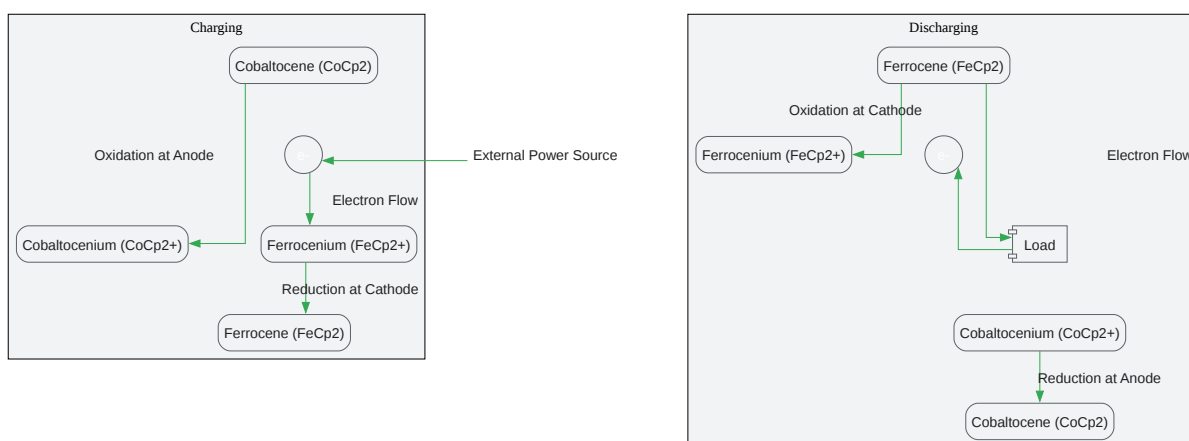 Charging
Cobaltocene (CoCp2)
Oxidation at Anode
e-
External Power Source
Electron Flow
Cobaltocenium (CoCp2+)
Ferrocenium (FeCp2+)
Reduction at Cathode
Ferrocene (FeCp2)
Discharging
Ferrocene (FeCp2)
Oxidation at Cathode
Ferrocenium (FeCp2+)
e-
Electron Flow
Load
Cobaltocenium (CoCp2+)
Reduction at Anode
Cobaltocene (CoCp2)